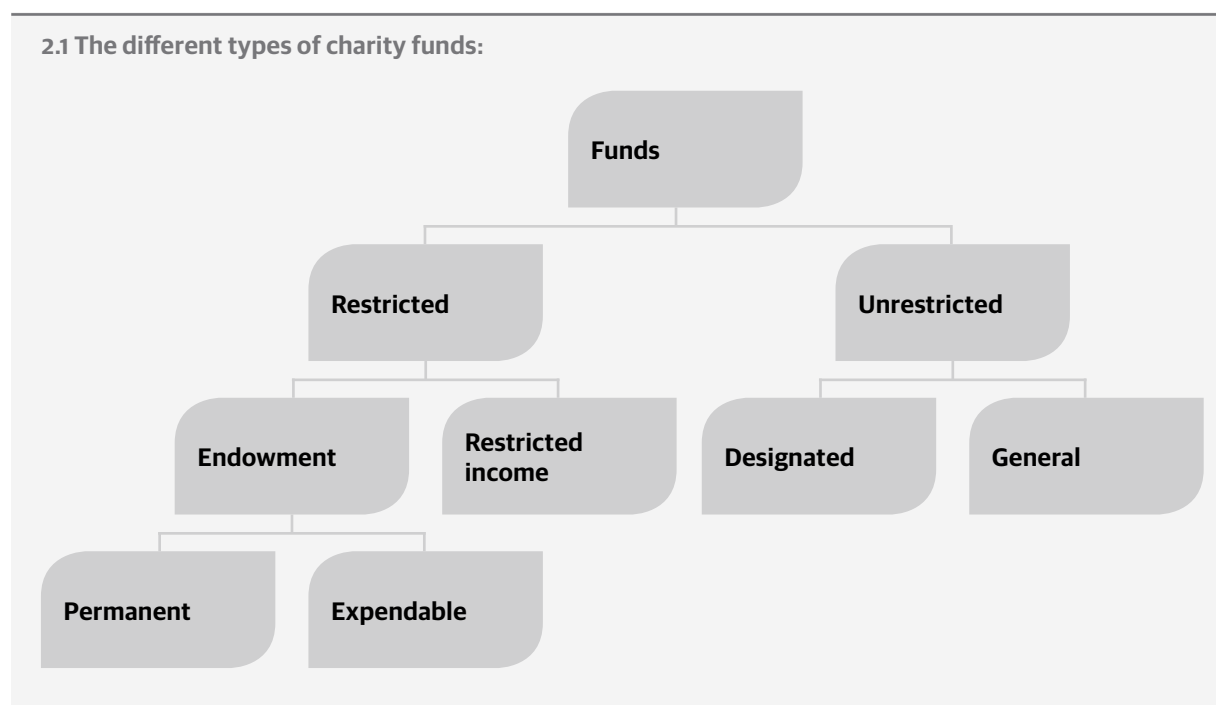 2.1 The different types of charity funds:
Funds
Restricted
Unrestricted
Endowment
Restricted
income
Designated
General
Permanent
Expendable